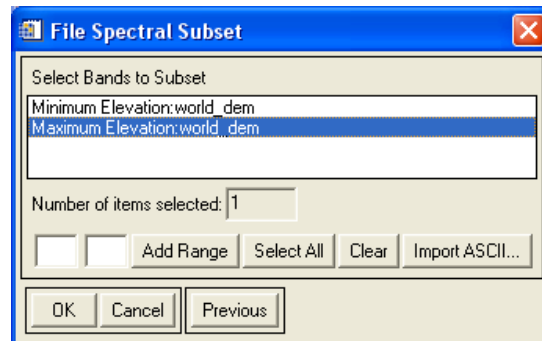 File Spectral Subset
Select Bands to Subset
Minimum Elevation:world_dem
Maximum Elevation:world_dem
Number of items selected: 1
Add Range Select All Clear Import ASCII...
OK Cancel Previous